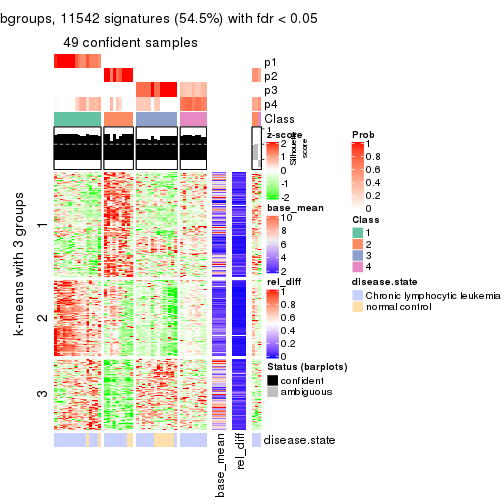 bgroups, 11542 signatures (54.5%) with fdr < 0.05
49 confident samples
p1
p2
p3
p4
Class
1
Silhouette
score
k-means with 3 groups
1
2
3
base_mean
rel_diff
disease.state
z-score
2
1
0
-1
-2
base_mean
10
8
6
4
2
rel_diff
1
0.8
0.6
0.4
0.2
0
Status (barplots)
confident
ambiguous
Prob
1
0.8
0.6
0.4
0.2
0
Class
1
2
3
4
disease.state
Chronic lymphocytic leukemia
normal control